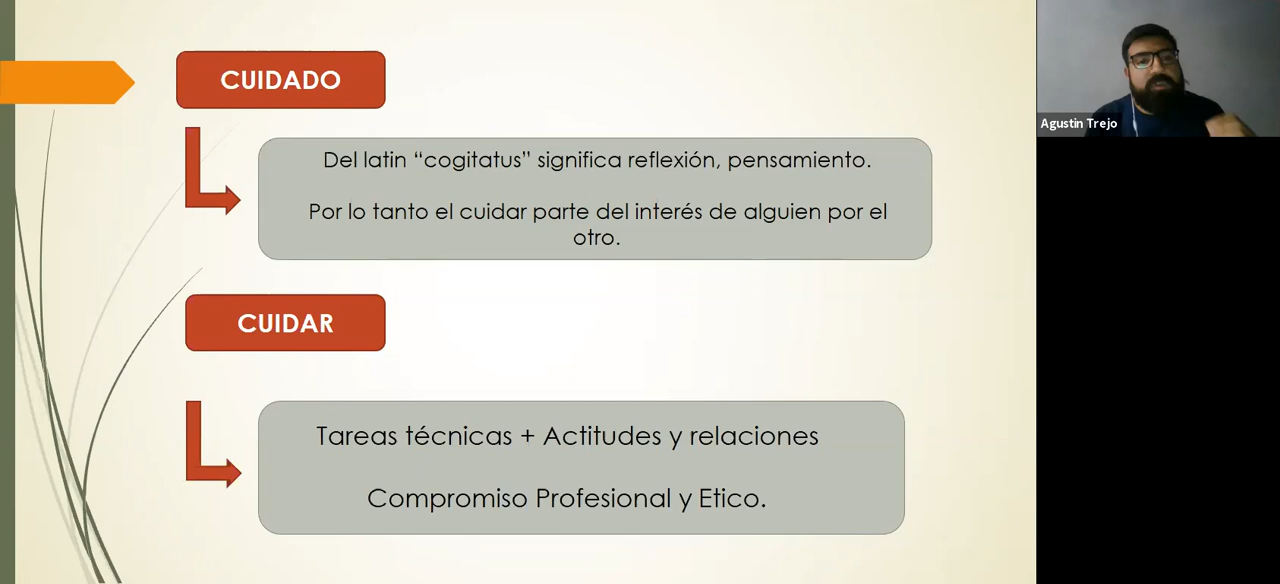 CUIDADO
Del latin “cogitatus” significa reflexión, pensamiento.
Por lo tanto el cuidar parte del interés de alguien por el
otro.
CUIDAR
Tareas técnicas + Actitudes y relaciones
Compromiso Profesional y Etico.
Agustin Trejo